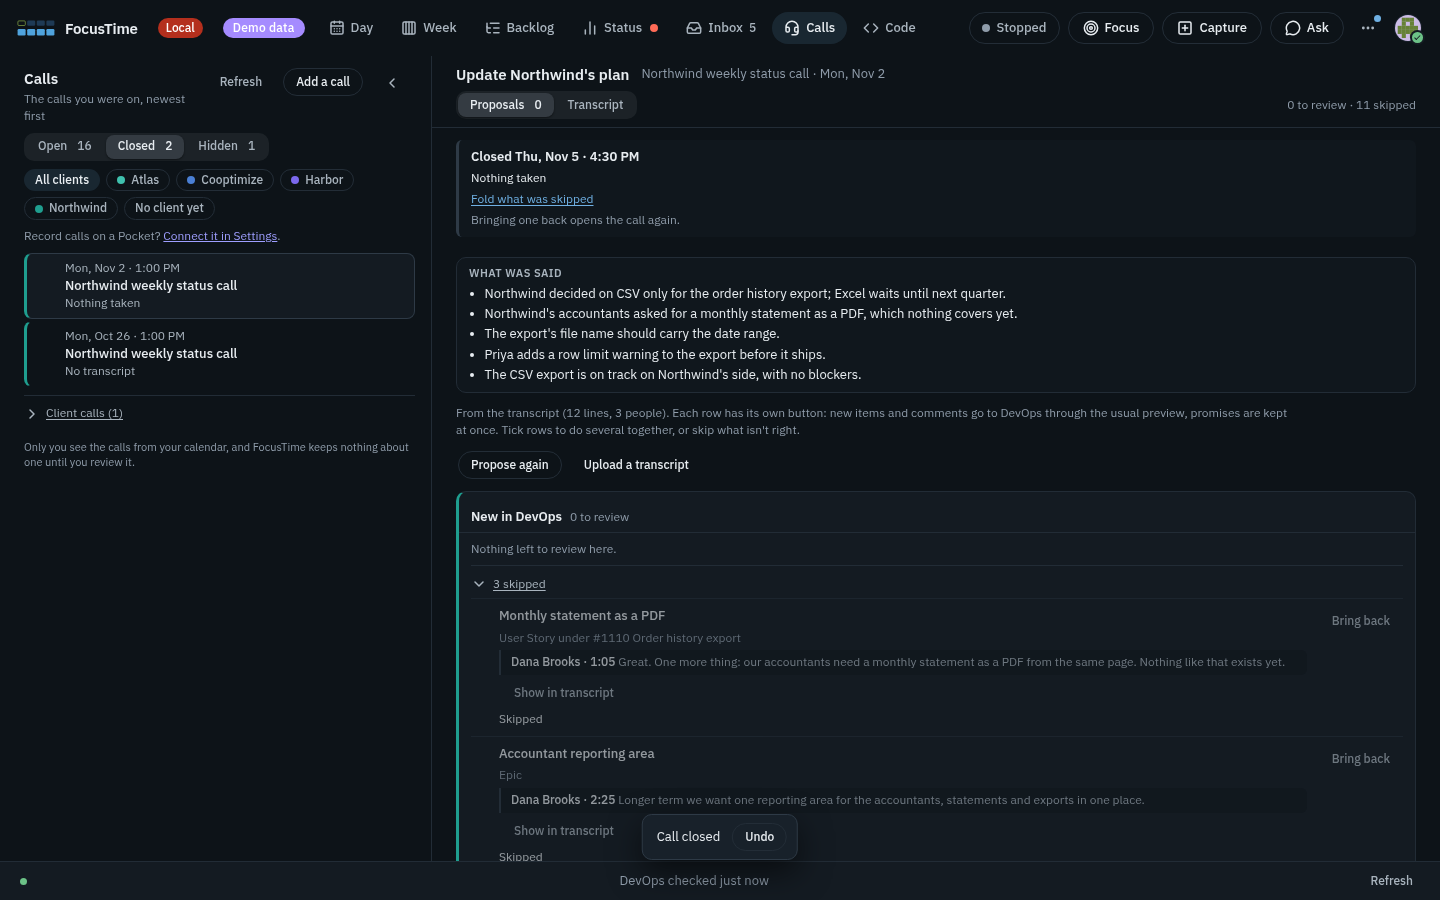 FocusTime
Local
Demo data
Day
Week
Backlog
Status
Inbox 5
Calls
Code
Stopped
Focus
Capture
Ask
Calls
The calls you were on, newest first
Refresh
Add a call
Open 16
Closed 2
Hidden 1
All clients
Atlas
Cooptimize
Harbor
Northwind
No client yet
Record calls on a Pocket? Connect it in Settings.
Mon, Nov 2 · 1:00 PM
Northwind weekly status call
Nothing taken
Mon, Oct 26 · 1:00 PM
Northwind weekly status call
No transcript
Client calls (1)
Only you see the calls from your calendar, and FocusTime keeps nothing about one until you review it.
Update Northwind's plan
Northwind weekly status call · Mon, Nov 2
Proposals 0
Transcript
0 to review · 11 skipped
Closed Thu, Nov 5 · 4:30 PM
Nothing taken
Fold what was skipped
Bringing one back opens the call again.
WHAT WAS SAID
• Northwind decided on CSV only for the order history export; Excel waits until next quarter.
• Northwind's accountants asked for a monthly statement as a PDF, which nothing covers yet.
• The export's file name should carry the date range.
• Priya adds a row limit warning to the export before it ships.
• The CSV export is on track on Northwind's side, with no blockers.
From the transcript (12 lines, 3 people). Each row has its own button: new items and comments go to DevOps through the usual preview, promises are kept
at once. Tick rows to do several together, or skip what isn't right.
Propose again
Upload a transcript
New in DevOps 0 to review
Nothing left to review here.
3 skipped
Monthly statement as a PDF
Bring back
User Story under #1110 Order history export
Dana Brooks · 1:05 Great. One more thing: our accountants need a monthly statement as a PDF from the same page. Nothing like that exists yet.
Show in transcript
Skipped
Accountant reporting area
Bring back
Epic
Dana Brooks · 2:25 Longer term we want one reporting area for the accountants, statements and exports in one place.
Show in transcript
Skipped
Call closed
Undo
DevOps checked just now
Refresh